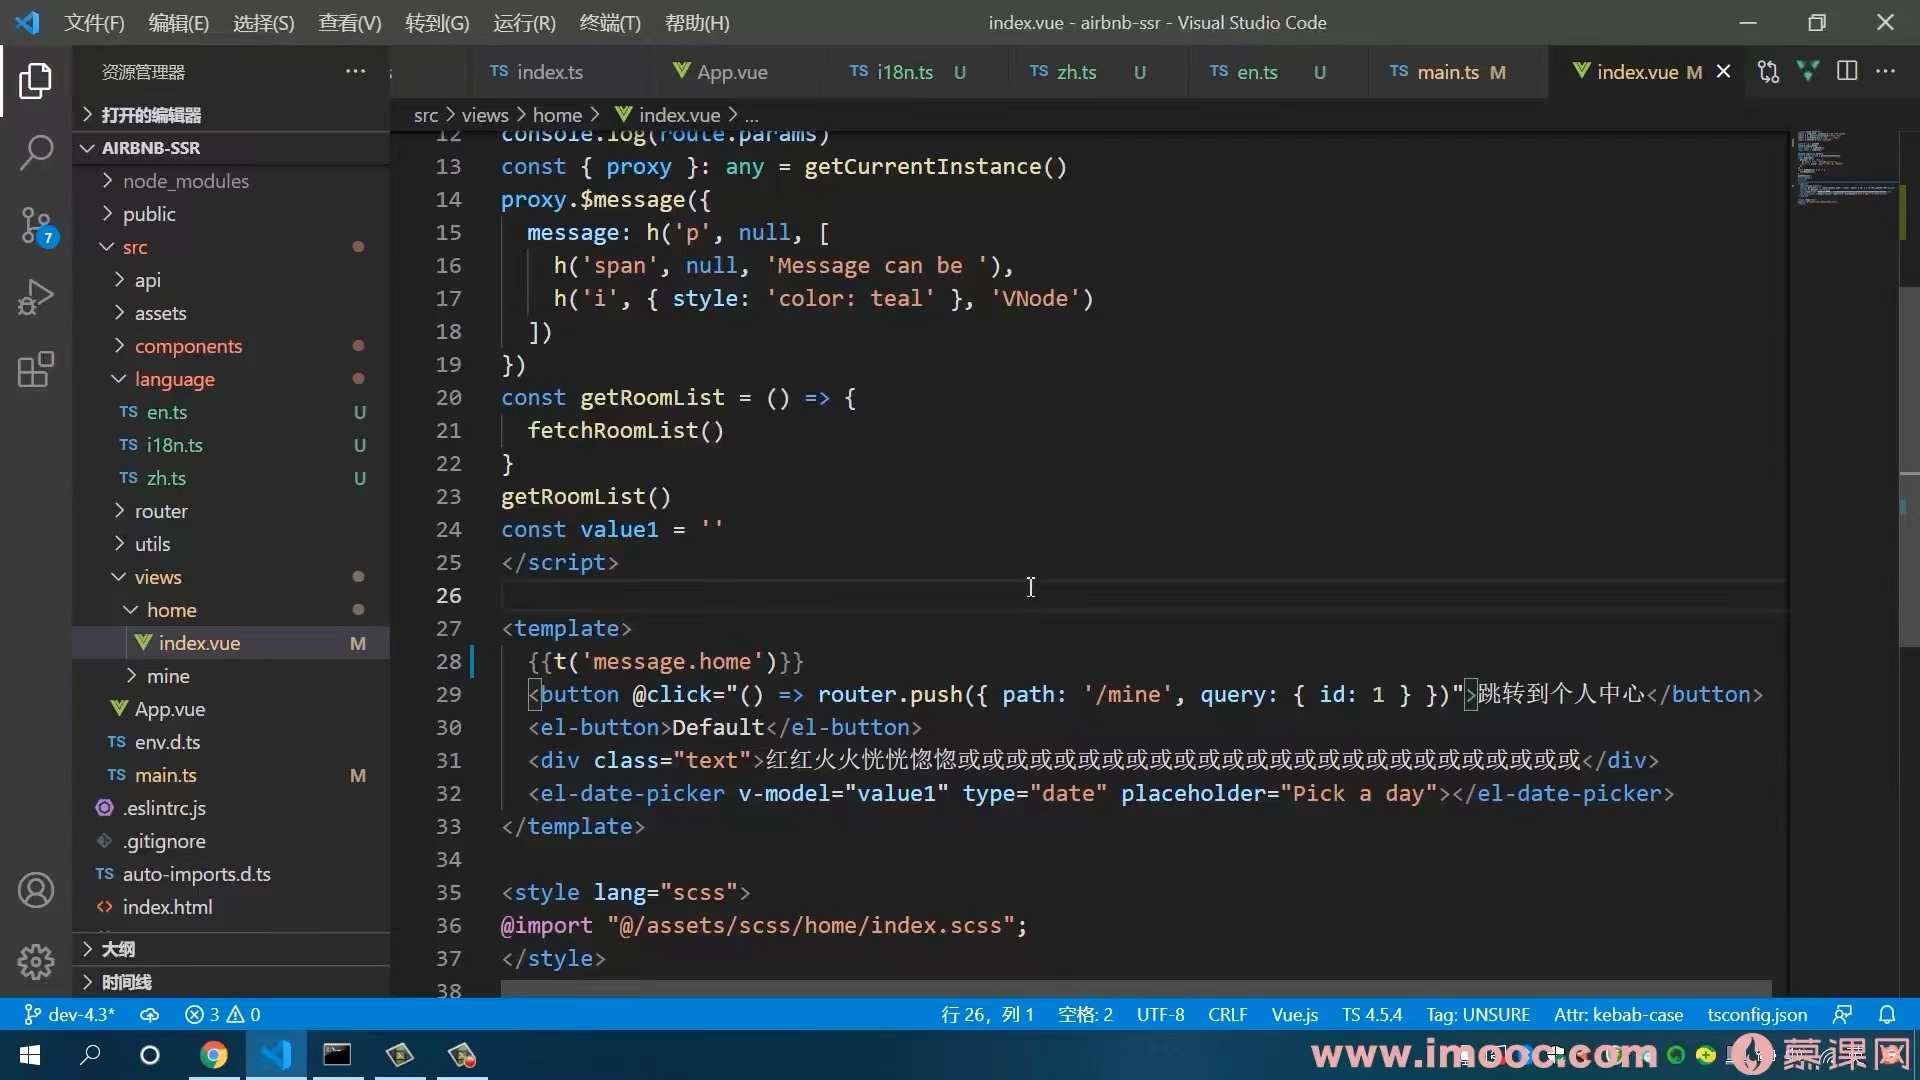 文件(F) 编辑(E) 选择(S) 查看(V) 转到(G) 运行(R) 终端(T) 帮助(H) index.vue - airbnb-ssr - Visual Studio Code
资源管理器 ... TS index.ts App.vue TS i18n.ts U TS zh.ts U TS en.ts U TS main.ts M index.vue M
打开的编辑器
src > views > home > index.vue > ...
AIRBNB-SSR
node_modules
public
src
api
assets
components
language
TS en.ts U
TS i18n.ts U
TS zh.ts U
router
utils
views
home
index.vue M
mine
App.vue
TS env.d.ts
TS main.ts M
.eslintrc.js
.gitignore
TS auto-imports.d.ts
index.html
大纲
时间线
7
12 console.log(route.params)
13 const { proxy }: any = getCurrentInstance()
14 proxy.$message({
15 message: h('p', null, [
16 h('span', null, 'Message can be '),
17 h('i', { style: 'color: teal' }, 'VNode')
18 ])
19 })
20 const getRoomList = () => {
21 fetchRoomList()
22 }
23 getRoomList()
24 const value1 = ''
25 </script>
26
27 <template>
28 {{t('message.home')}}
29 <button @click="() => router.push({ path: '/mine', query: { id: 1 } })">跳转到个人中心</button>
30 <el-button>Default</el-button>
31 <div class="text">红红火火恍恍惚惚或或或或或或或或或或或或或或或或或或或或或或或或或或</div>
32 <el-date-picker v-model="value1" type="date" placeholder="Pick a day"></el-date-picker>
33 </template>
34
35 <style lang="scss">
36 @import "@/assets/scss/home/index.scss";
37 </style>
38
dev-4.3* 3 0 行 26，列 1 空格: 2 UTF-8 CRLF Vue.js TS 4.5.4 Tag: UNSURE Attr: kebab-case tsconfig.json
www.imooc.com 慕课网